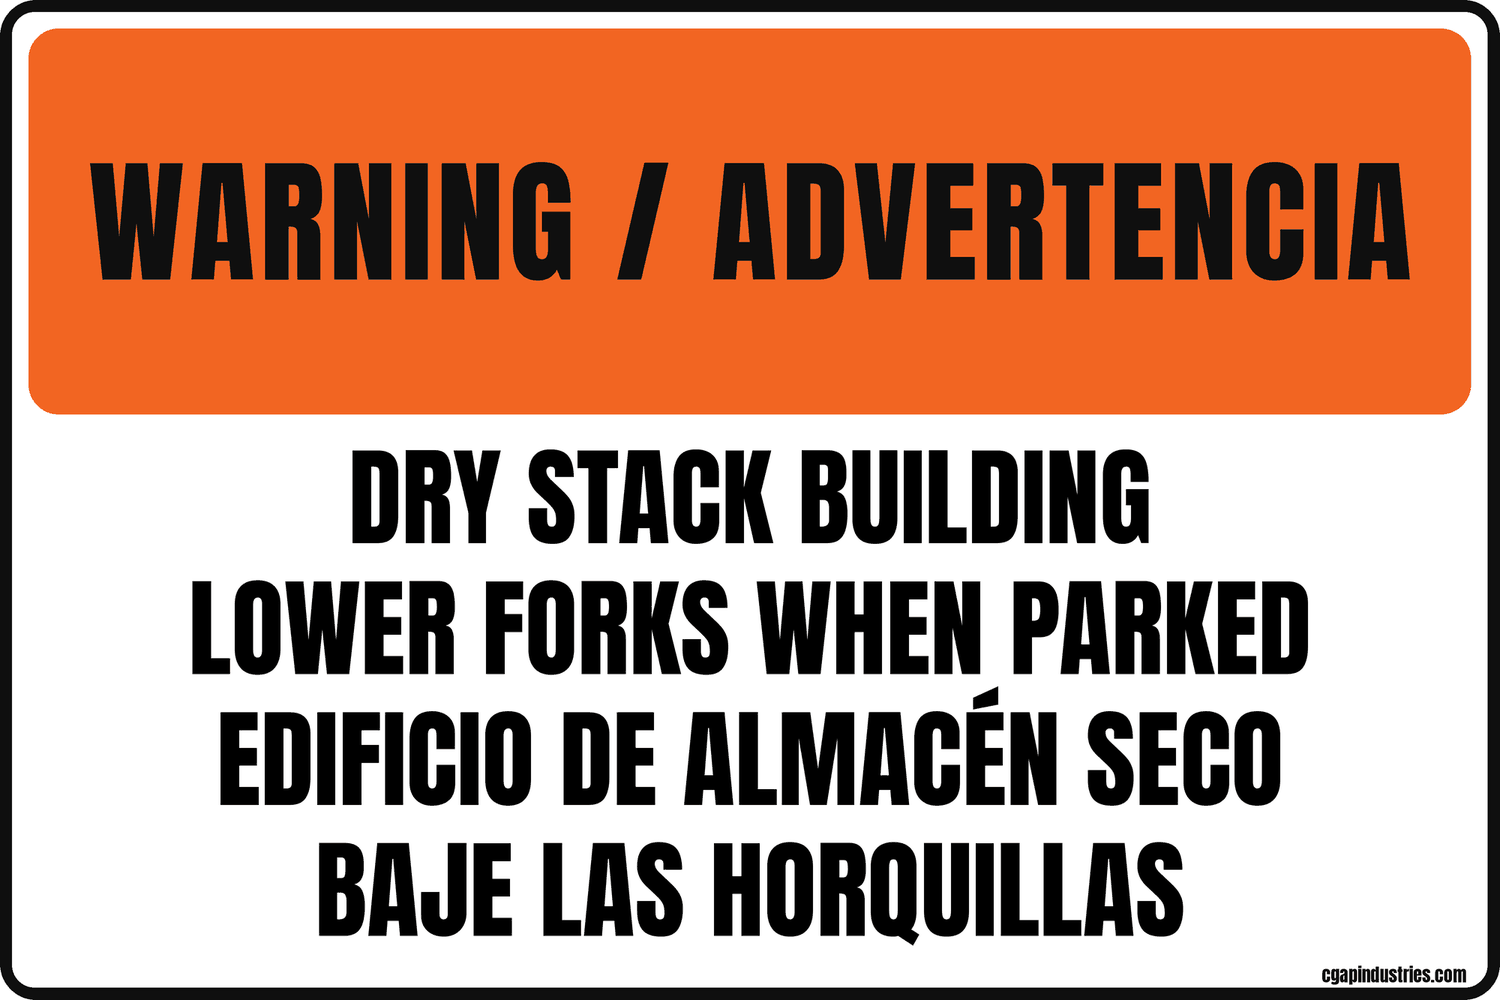 WARNING / ADVERTENCIA
DRY STACK BUILDING
LOWER FORKS WHEN PARKED
EDIFICIO DE ALMACÉN SECO
BAJE LAS HORQUILLAS
cgapindustries.com